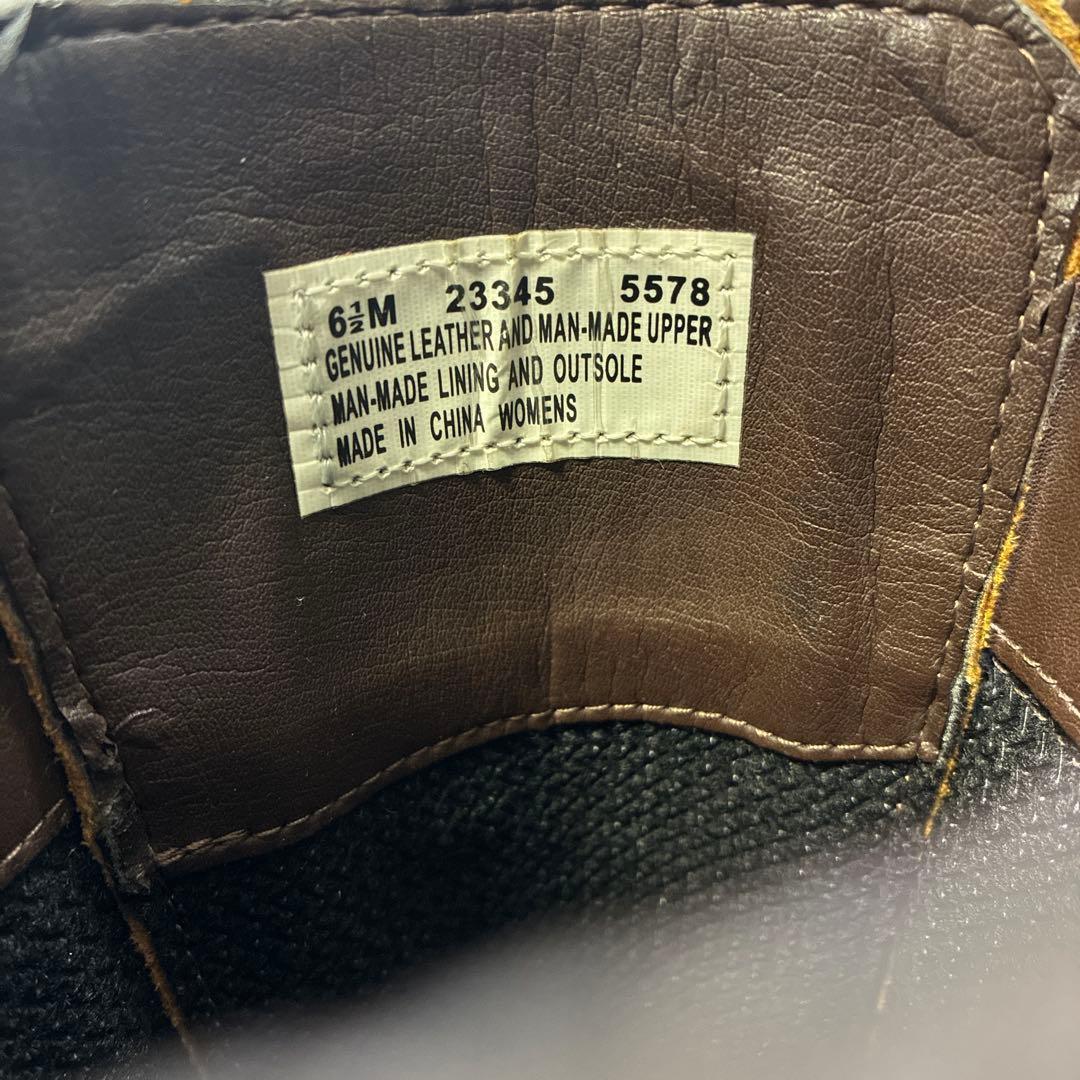 6½M 23345 5578
GENUINE LEATHER AND MAN-MADE UPPER
MAN-MADE LINING AND OUTSOLE
MADE IN CHINA WOMENS